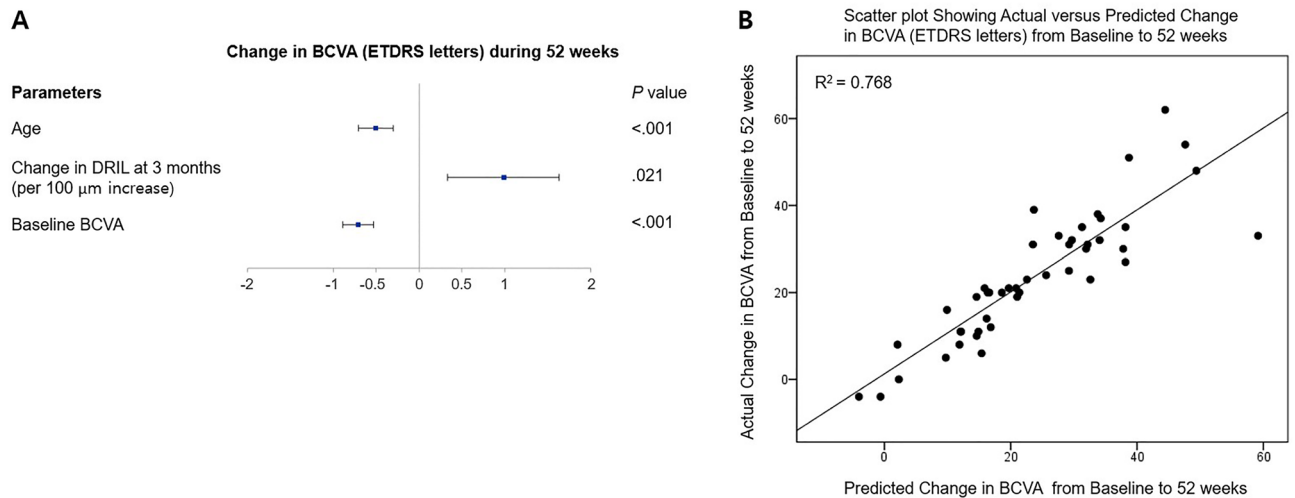 A
Change in BCVA (ETDRS letters) during 52 weeks
Parameters
P value
Age
<.001
Change in DRIL at 3 months
(per 100 μm increase)
.021
Baseline BCVA
<.001
-2
-1
-0.5
0
0.5
1
2
B
Scatter plot Showing Actual versus Predicted Change
in BCVA (ETDRS letters) from Baseline to 52 weeks
R² = 0.768
Actual Change in BCVA from Baseline to 52 weeks
60
40
20
0
0
20
40
60
Predicted Change in BCVA from Baseline to 52 weeks